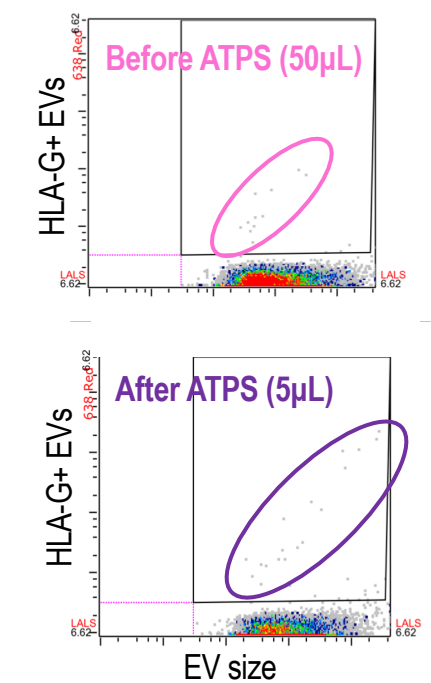 6.62
638 Red
Before ATPS (50µL)
HLA-G+ EVs
LALS
6.62
LALS
6.62
6.62
638 Red
After ATPS (5µL)
HLA-G+ EVs
LALS
6.62
LALS
6.62
EV size